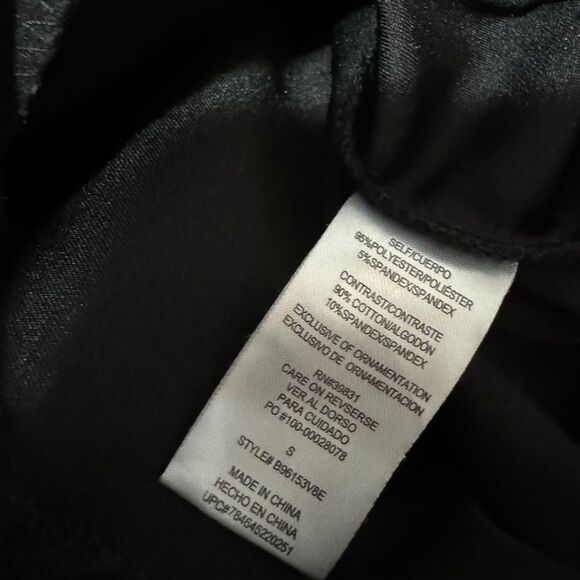 SELF/CUERPO
95%POLYESTER/POLIÉSTER
5%SPANDEX/SPANDEX
CONTRAST/CONTRASTE
90% COTTON/ALGODÓN
10%SPANDEX/SPANDEX
EXCLUSIVE OF ORNAMENTATION
EXCLUSIVO DE ORNAMENTACION
RN#39831
CARE ON REVSERSE
VER AL DORSO
PARA CUIDADO
PO #100-00028078
S
STYLE# B96153V8E
MADE IN CHINA
HECHO EN CHINA
UPC#784645220251